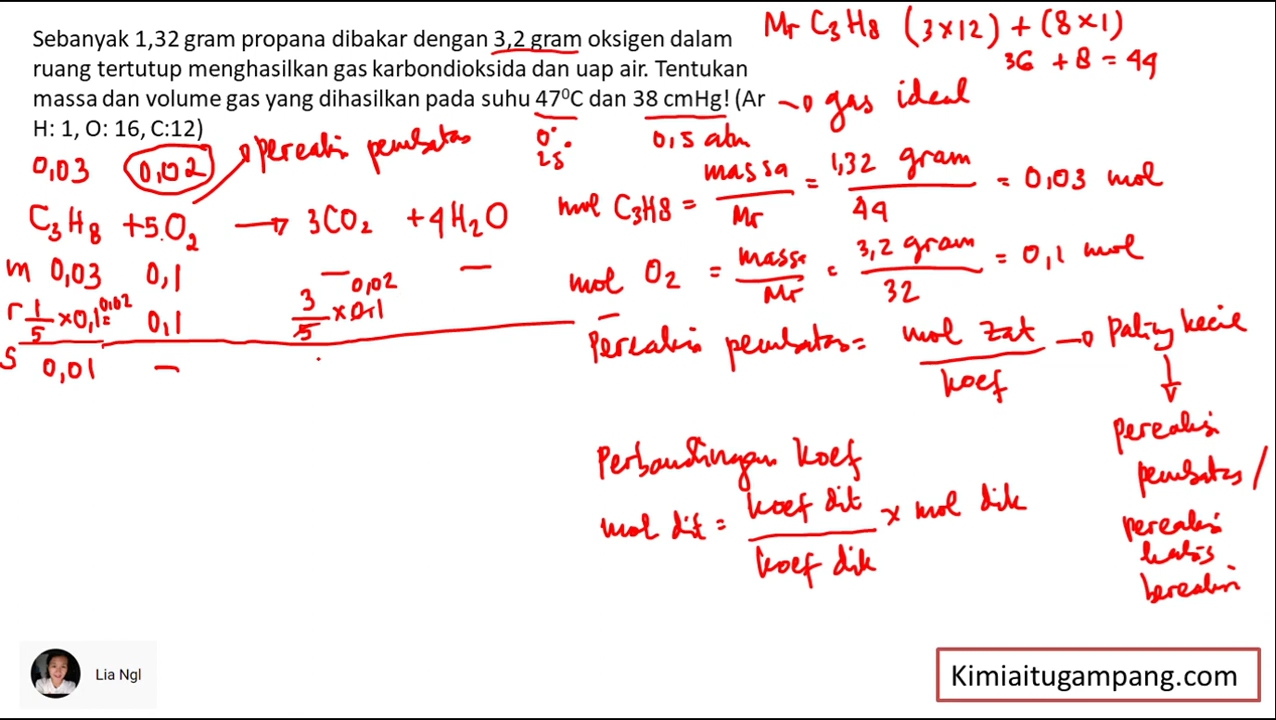 Sebanyak 1,32 gram propana dibakar dengan 3,2 gram oksigen dalam
ruang tertutup menghasilkan gas karbondioksida dan uap air. Tentukan
massa dan volume gas yang dihasilkan pada suhu 47⁰C dan 38 cmHg! (Ar
H: 1, O: 16, C:12)
Mr C₃H₈ (3x12) + (8x1)
36 + 8 = 44
→ gas ideal
0°
25
0,5 atm
0,03 0,02 → pereaksi pembatas
C₃H₈ + 5O₂ → 3CO₂ + 4H₂O
m 0,03 0,1 — —
r 1/5 x 0,1 = 0,02 0,1 3/5 x 0,1 0,02
s 0,01 —
mol C3H8 = massa/Mr = 1,32 gram/44 = 0,03 mol
mol O₂ = massa/Mr = 3,2 gram/32 = 0,1 mol
Pereaksi pembatas = mol zat/koef → paling kecil
↓
pereaksi
pembatas/
pereaksi
habis
bereaksi
Perbandingan koef
mol dit = koef dit/koef dik x mol dik
Lia Ngl
Kimiaitugampang.com